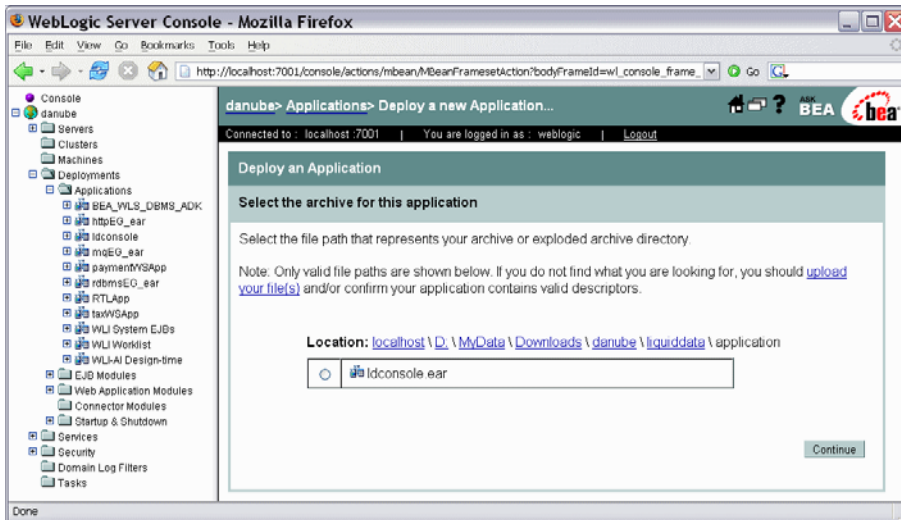 WebLogic Server Console - Mozilla Firefox
File Edit View Go Bookmarks Tools Help
http://localhost:7001/console/actions/mbean/MBeanFramesetAction?bodyFrameId=wl_console_frame_ Go
Console
danube
Servers
Clusters
Machines
Deployments
Applications
BEA_WLS_DBMS_ADK
httpEG_ear
ldconsole
mqEG_ear
paymentWSApp
rdbmsEG_ear
RTLApp
taxWSApp
WLI System EJBs
WLI Worklist
WLI-AI Design-time
EJB Modules
Web Application Modules
Connector Modules
Startup & Shutdown
Services
Security
Domain Log Filters
Tasks
danube> Applications> Deploy a new Application...
? ASK BEA bea
Connected to : localhost :7001 | You are logged in as : weblogic | Logout
Deploy an Application
Select the archive for this application
Select the file path that represents your archive or exploded archive directory.
Note: Only valid file paths are shown below. If you do not find what you are looking for, you should upload
your file(s) and/or confirm your application contains valid descriptors.
Location: localhost \ D: \ MyData \ Downloads \ danube \ liquiddata \ application
ldconsole.ear
Continue
Done